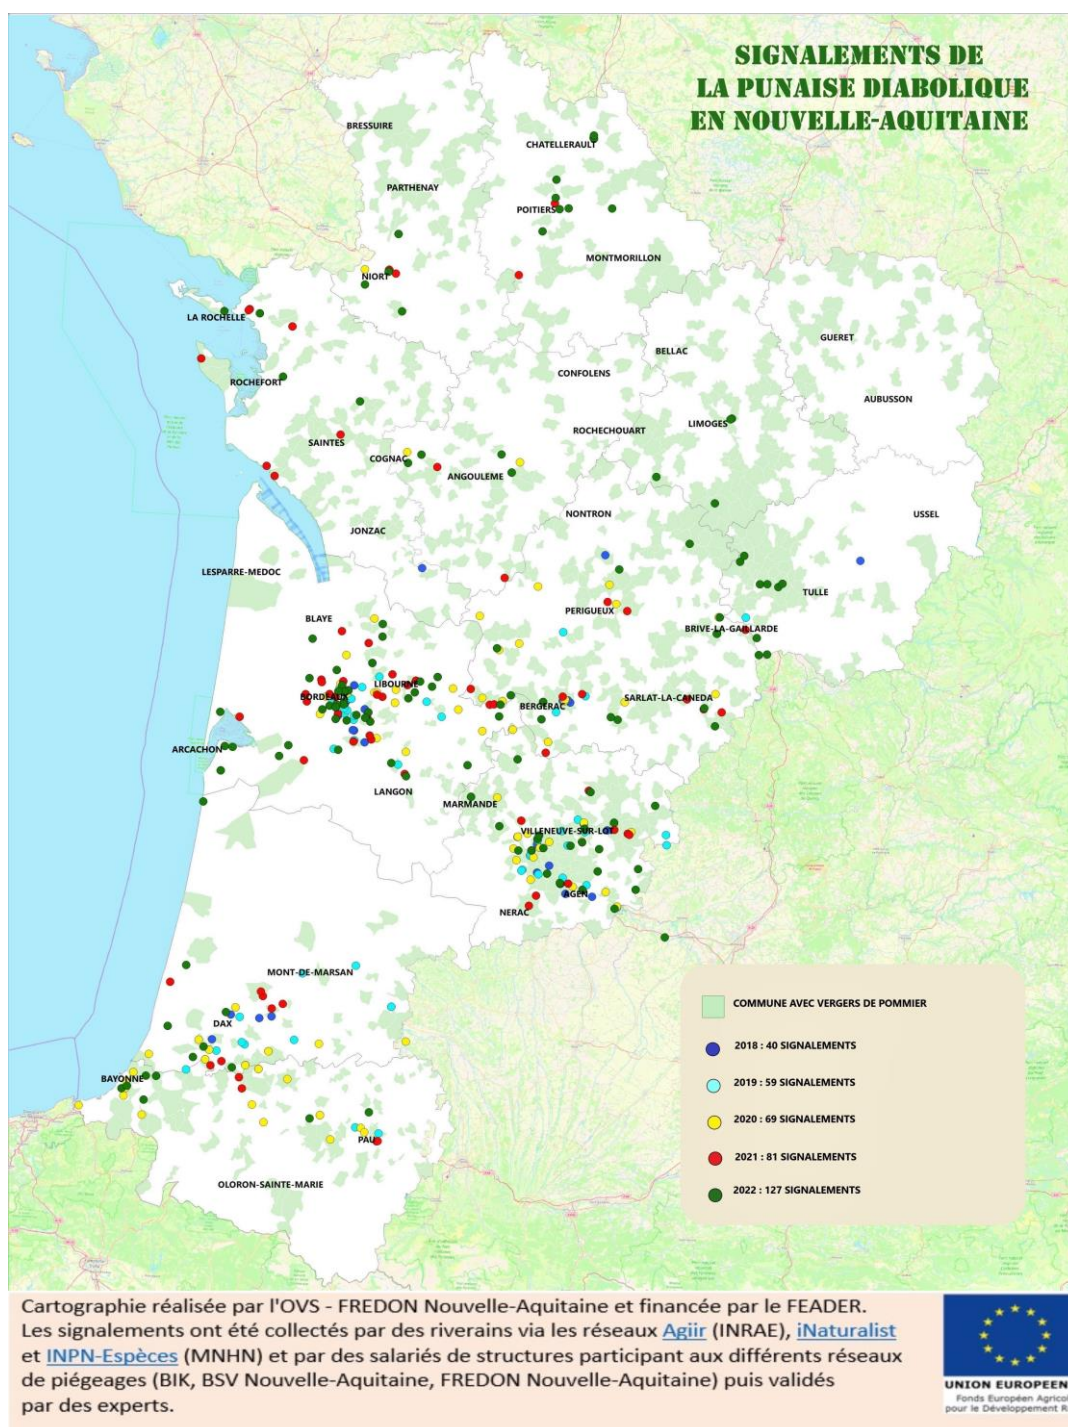 SIGNALEMENTS DE
LA PUNAISE DIABOLIQUE
EN NOUVELLE-AQUITAINE
BRESSUIRE
CHATELLERAULT
PARTHENAY
POITIERS
MONTMORILLON
NIORT
LA ROCHELLE
GUERET
BELLAC
CONFOLENS
ROCHEFORT
AUBUSSON
LIMOGES
ROCHECHOUART
SAINTES
COGNAC
ANGOULEME
NONTRON
USSEL
JONZAC
LESPARRE-MEDOC
TULLE
PERIGUEUX
BLAYE
BRIVE-LA-GAILLARDE
LIBOURNE
BORDEAUX
SARLAT-LA-CANEDA
BERGERAC
ARCACHON
LANGON
MARMANDE
VILLENEUVE-SUR-LOT
AGEN
NERAC
MONT-DE-MARSAN
DAX
BAYONNE
PAU
OLORON-SAINTE-MARIE
COMMUNE AVEC VERGERS DE POMMIER
2018 : 40 SIGNALEMENTS
2019 : 59 SIGNALEMENTS
2020 : 69 SIGNALEMENTS
2021 : 81 SIGNALEMENTS
2022 : 127 SIGNALEMENTS
Cartographie réalisée par l'OVS - FREDON Nouvelle-Aquitaine et financée par le FEADER.
Les signalements ont été collectés par des riverains via les réseaux Agiir (INRAE), iNaturalist
et INPN-Espèces (MNHN) et par des salariés de structures participant aux différents réseaux
de piégeages (BIK, BSV Nouvelle-Aquitaine, FREDON Nouvelle-Aquitaine) puis validés
par des experts.
UNION EUROPEEN
Fonds Européen Agrico
pour le Développement R